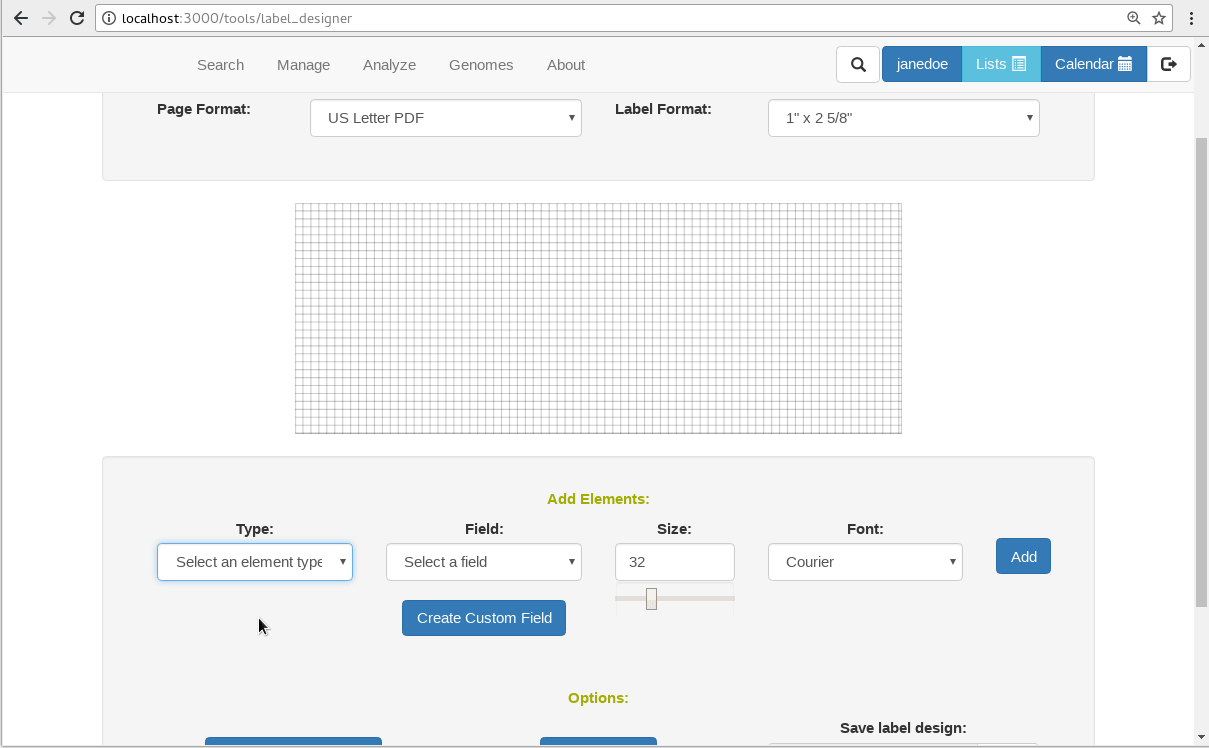 localhost:3000/tools/label_designer
Search Manage Analyze Genomes About janedoe Lists Calendar
Page Format: US Letter PDF Label Format: 1" x 2 5/8"
Add Elements:
Type: Field: Size: Font:
Select an element type Select a field 32 Courier Add
Create Custom Field
Options:
Save label design: